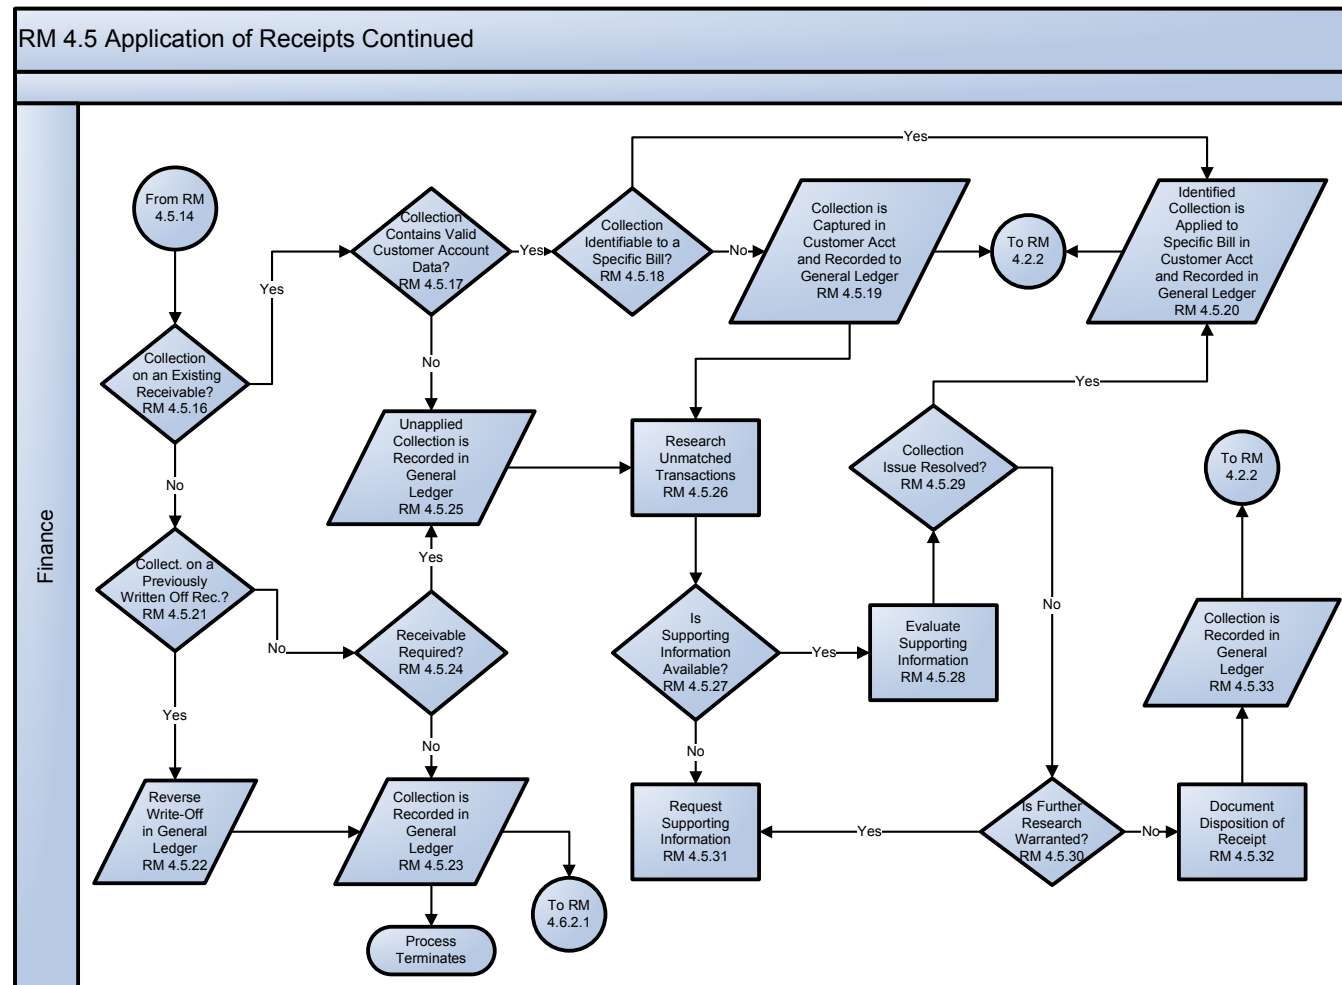 RM 4.5 Application of Receipts Continued
Finance
From RM
4.5.14
Collection
on an Existing
Receivable?
RM 4.5.16
Yes
No
Collection
Contains Valid
Customer Account
Data?
RM 4.5.17
Yes
No
Collection
Identifiable to a
Specific Bill?
RM 4.5.18
Yes
No
Collection is
Captured in
Customer Acct
and Recorded to
General Ledger
RM 4.5.19
To RM
4.2.2
Identified
Collection is
Applied to
Specific Bill in
Customer Acct
and Recorded in
General Ledger
RM 4.5.20
Collect. on a
Previously
Written Off Rec.?
RM 4.5.21
No
Yes
Unapplied
Collection is
Recorded in
General
Ledger
RM 4.5.25
Yes
Receivable
Required?
RM 4.5.24
No
Research
Unmatched
Transactions
RM 4.5.26
Is
Supporting
Information
Available?
RM 4.5.27
Yes
No
Evaluate
Supporting
Information
RM 4.5.28
Collection
Issue Resolved?
RM 4.5.29
Yes
No
To RM
4.2.2
Collection is
Recorded in
General
Ledger
RM 4.5.33
Reverse
Write-Off
in General
Ledger
RM 4.5.22
Collection is
Recorded in
General
Ledger
RM 4.5.23
Process
Terminates
To RM
4.6.2.1
Request
Supporting
Information
RM 4.5.31
Yes
Is Further
Research
Warranted?
RM 4.5.30
No
Document
Disposition of
Receipt
RM 4.5.32